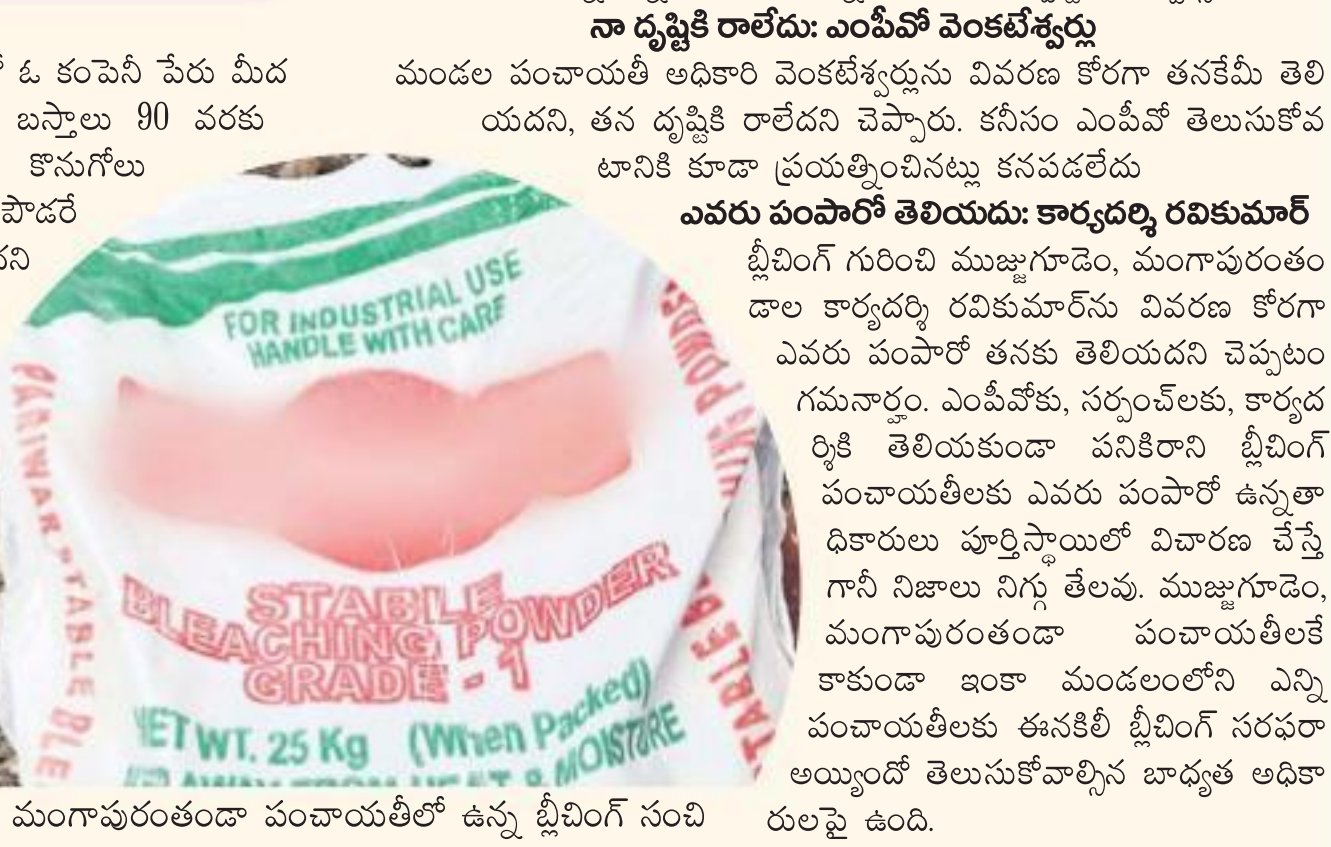 ఓ కంపెనీ పేరు మీద
బస్తాలు 90 వరకు
కొనుగోలు
పౌడరే
నా దృష్టికి రాలేదు: ఎంపీవో వెంకటేశ్వర్లు
మండల పంచాయతీ అధికారి వెంకటేశ్వర్లును వివరణ కోరగా తనకేమీ తెలి
యదని, తన దృష్టికి రాలేదని చెప్పారు. కనీసం ఎంపీవో తెలుసుకోవ
టానికి కూడా ప్రయత్నించినట్లు కనపడలేదు
ఎవరు పంపారో తెలియదు: కార్యదర్శి రవికుమార్
బ్లీచింగ్ గురించి ముజ్జుగూడెం, మంగాపురంతం
డాల కార్యదర్శి రవికుమార్‌ను వివరణ కోరగా
ఎవరు పంపారో తనకు తెలియదని చెప్పటం
గమనార్హం. ఎంపీవోకు, సర్పంచ్‌లకు, కార్యద
ర్శికి తెలియకుండా పనికిరాని బ్లీచింగ్
పంచాయతీలకు ఎవరు పంపారో ఉన్నతా
ధికారులు పూర్తిస్థాయిలో విచారణ చేస్తే
గానీ నిజాలు నిగ్గు తేలవు. ముజ్జుగూడెం,
మంగాపురంతండా పంచాయతీలకే
కాకుండా ఇంకా మండలంలోని ఎన్ని
పంచాయతీలకు ఈనకిలీ బ్లీచింగ్ సరఫరా
అయ్యిందో తెలుసుకోవాల్సిన బాధ్యత అధికా
రులపై ఉంది.
FOR INDUSTRIAL USE
HANDLE WITH CARE
STABLE
BLEACHING POWDER
GRADE - 1
NET WT. 25 Kg (When Packed)
AWAY FROM HEAT & MOISTURE
మంగాపురంతండా పంచాయతీలో ఉన్న బ్లీచింగ్ సంచి